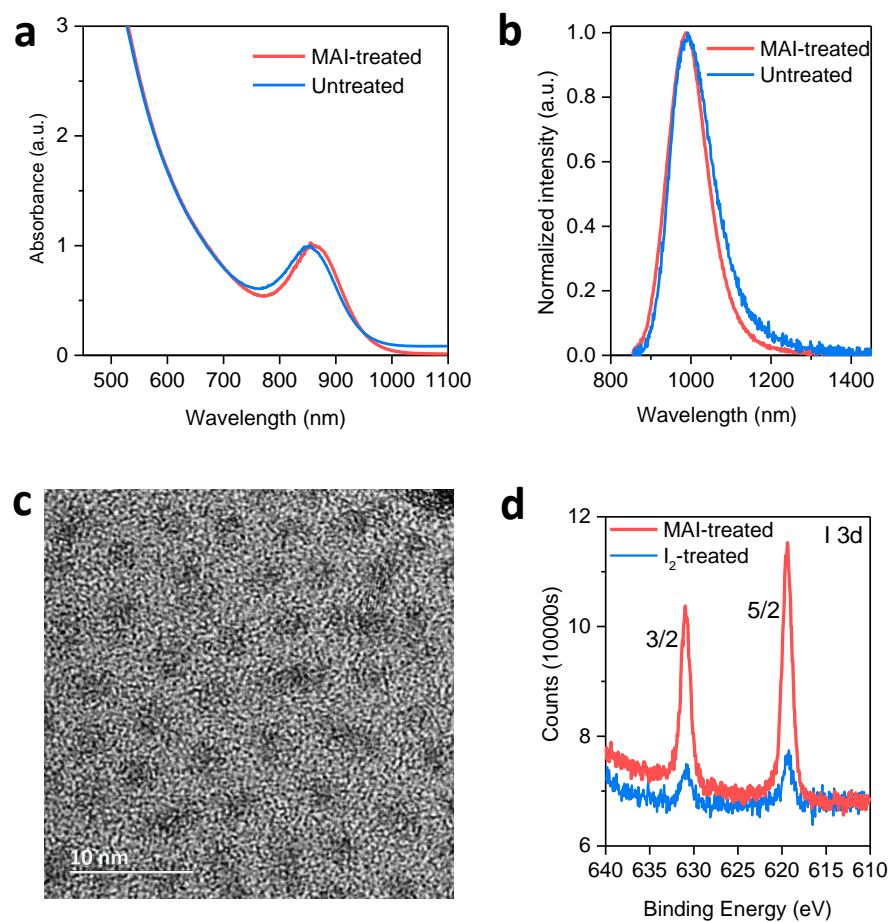 a
3
2
1
0
Absorbance (a.u.)
MAI-treated
Untreated
500 600 700 800 900 1000 1100
Wavelength (nm)
b
1.0
0.8
0.6
0.4
0.2
0.0
Normalized intensity (a.u.)
MAI-treated
Untreated
800 1000 1200 1400
Wavelength (nm)
c
10 nm
d
12
10
8
6
Counts (10000s)
MAI-treated
I₂-treated
I 3d
3/2
5/2
640 635 630 625 620 615 610
Binding Energy (eV)